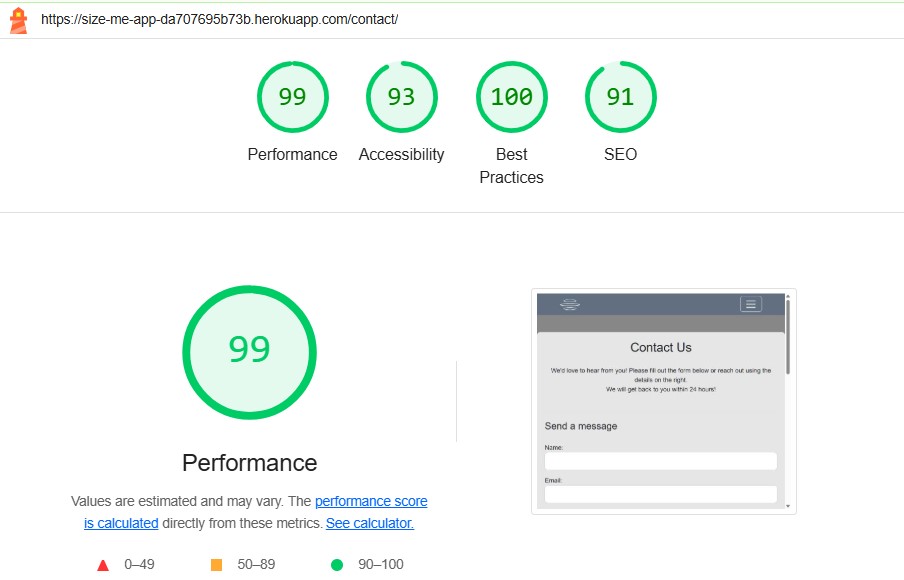 https://size-me-app-da707695b73b.herokuapp.com/contact/
99
93
100
91
Performance
Accessibility
Best
Practices
SEO
99
Performance
Values are estimated and may vary. The performance score
is calculated directly from these metrics. See calculator.
0–49
50–89
90–100
Contact Us
We'd love to hear from you! Please fill out the form below or reach out using the
details on the right.
We will get back to you within 24 hours!
Send a message
Name:
Email: